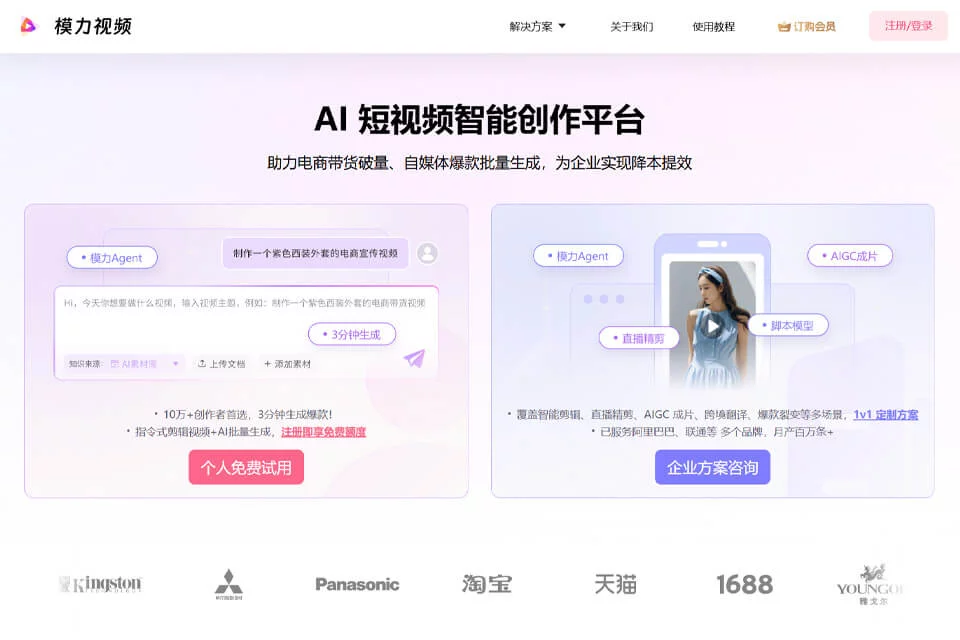 模力视频
解决方案
关于我们
使用教程
订购会员
注册/登录
AI 短视频智能创作平台
助力电商带货破量、自媒体爆款批量生成，为企业实现降本提效
• 模力Agent
制作一个紫色西装外套的电商宣传视频
Hi，今天你想要做什么视频，输入视频主题，例如：制作一个紫色西装外套的电商带货视频
• 3分钟生成
知识来源: AI素材库
上传文档
+ 添加素材
• 10万+创作者首选，3分钟生成爆款！
• 指令式剪辑视频+AI批量生成，注册即享免费额度
个人免费试用
• 模力Agent
• AIGC成片
• 直播精剪
• 脚本模型
• 覆盖智能剪辑、直播精剪、AIGC 成片、跨境翻译、爆款裂变等多场景，1v1 定制方案
• 已服务阿里巴巴、联通等 多个品牌，月产百万条+
企业方案咨询
Kingston
Panasonic
淘宝
天猫
1688
YOUNGO
雅戈尔